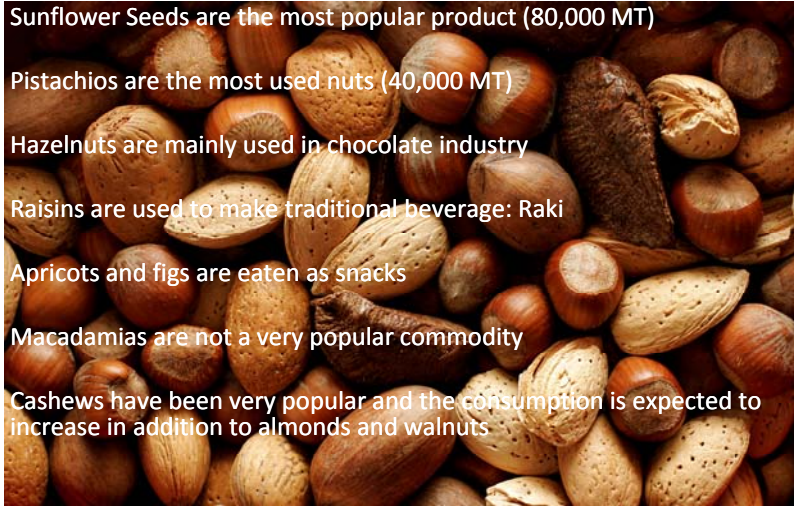 Sunflower Seeds are the most popular product (80,000 MT)
Pistachios are the most used nuts (40,000 MT)
Hazelnuts are mainly used in chocolate industry
Raisins are used to make traditional beverage: Raki
Apricots and figs are eaten as snacks
Macadamias are not a very popular commodity
Cashews have been very popular and the consumption is expected to
increase in addition to almonds and walnuts